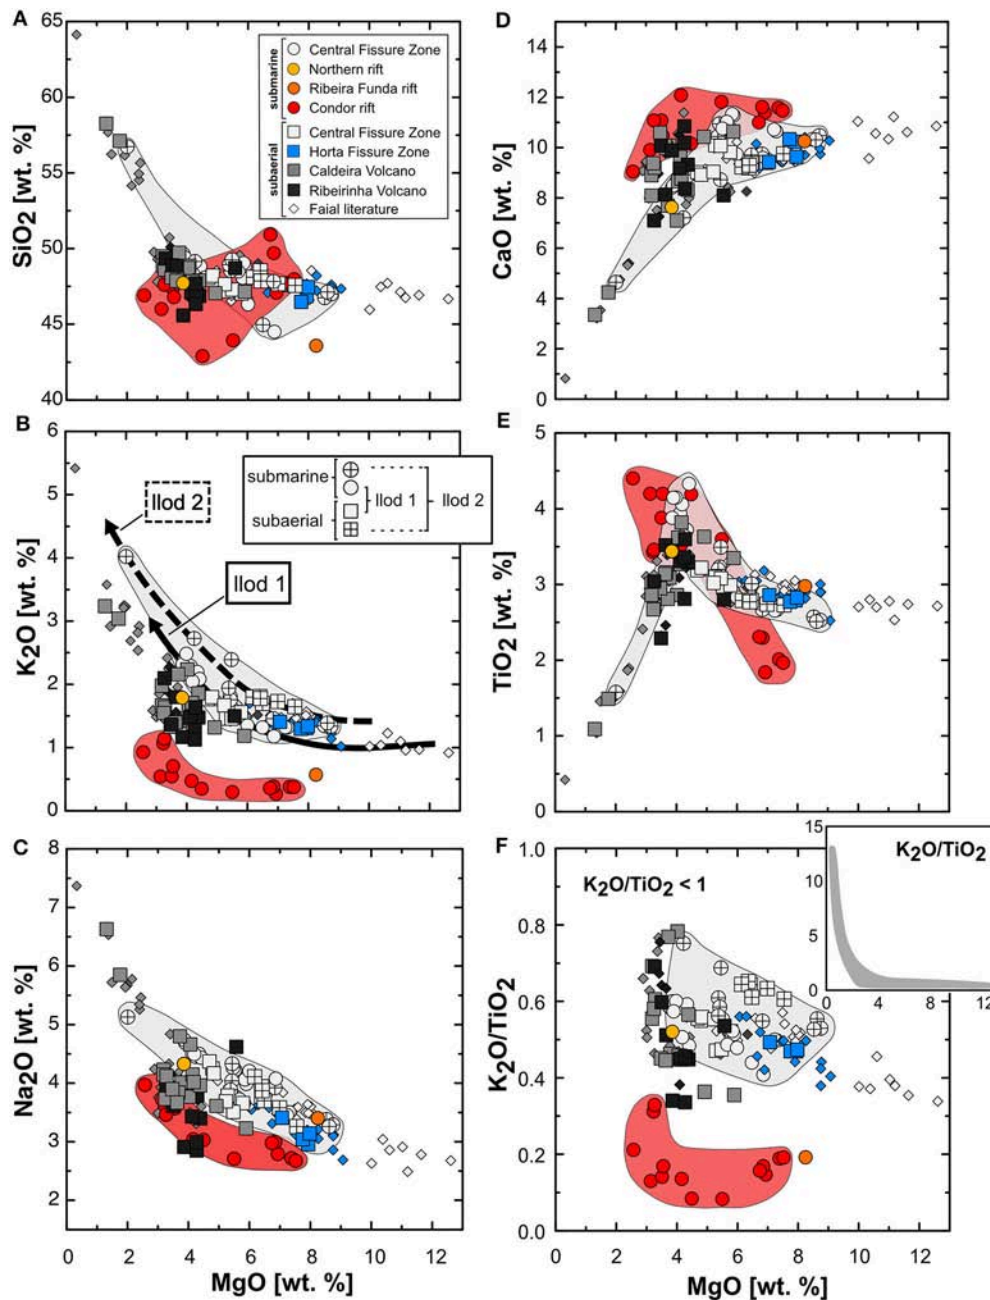 A
SiO2 [wt. %]
65
60
55
50
45
40
submarine
Central Fissure Zone
Northern rift
Ribeira Funda rift
Condor rift
subaerial
Central Fissure Zone
Horta Fissure Zone
Caldeira Volcano
Ribeirinha Volcano
Faial literature
D
CaO [wt. %]
14
12
10
8
6
4
2
0
B
K2O [wt. %]
6
5
4
3
2
1
0
submarine
subaerial
llod 1
llod 2
llod 2
llod 1
E
TiO2 [wt. %]
5
4
3
2
1
0
C
Na2O [wt. %]
8
7
6
5
4
3
2
0 2 4 6 8 10 12
MgO [wt. %]
F
K2O/TiO2
1.0
0.8
0.6
0.4
0.2
0.0
K2O/TiO2 < 1
K2O/TiO2
15
10
5
0
0 4 8 12
0 2 4 6 8 10 12
MgO [wt. %]